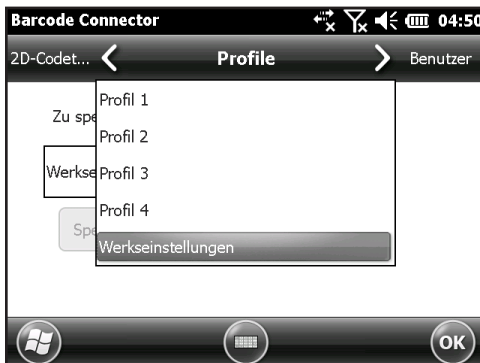 Barcode Connector 04:50
2D-Codet... Profile Benutzer
Zu spe
Profil 1
Profil 2
Werkse
Profil 3
Profil 4
Spe
Werkseinstellungen
OK